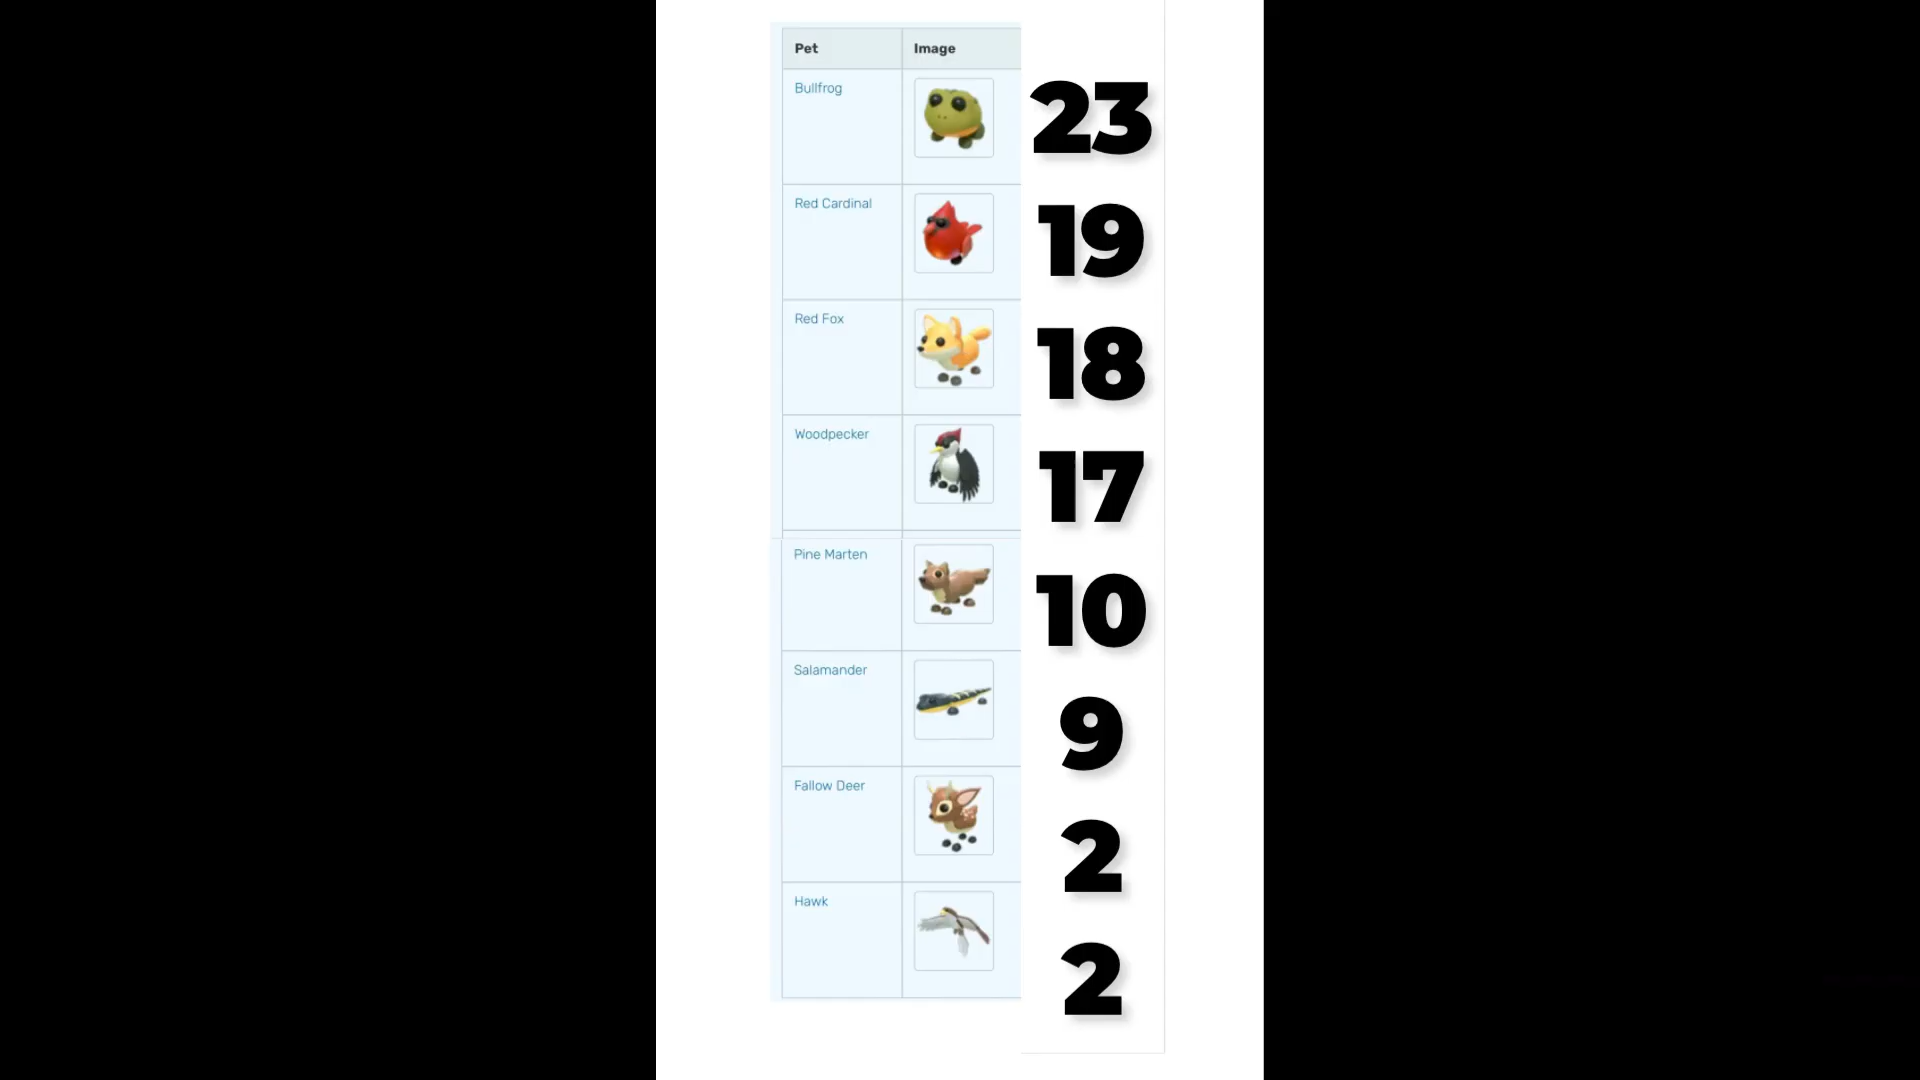 Pet Image
Bullfrog 23
Red Cardinal 19
Red Fox 18
Woodpecker 17
Pine Marten 10
Salamander 9
Fallow Deer 2
Hawk 2